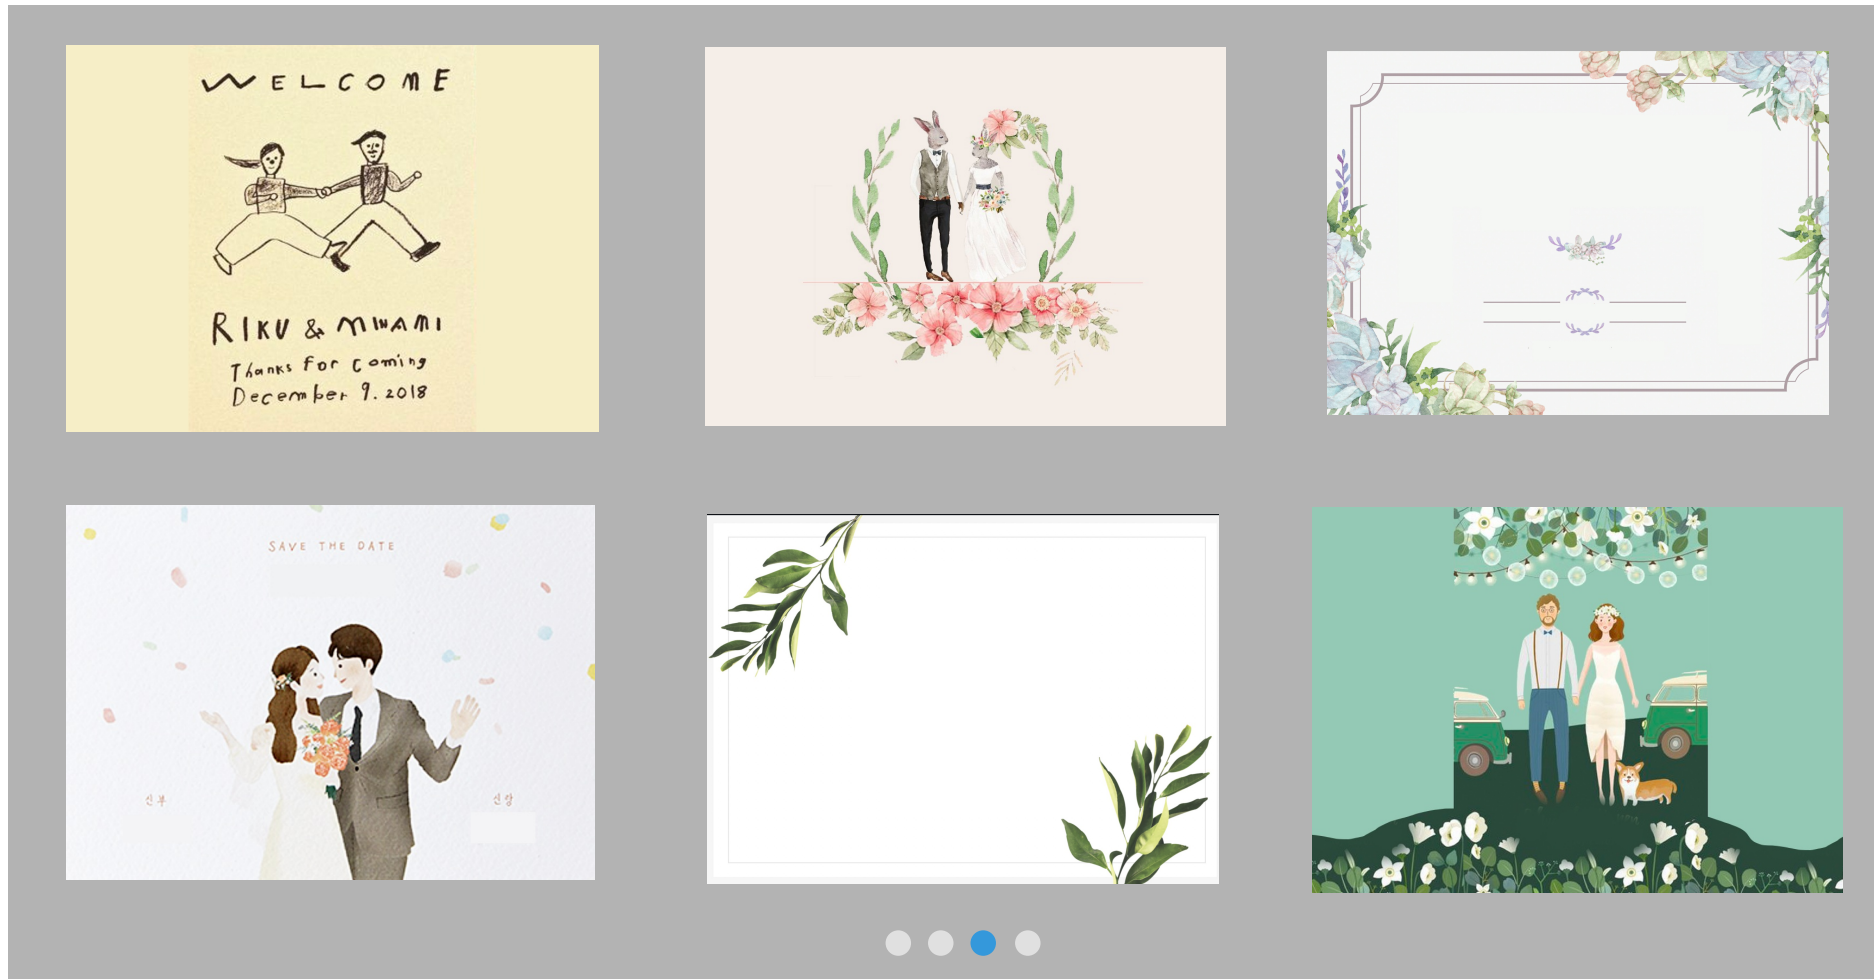 WELCOME
RIKU & MINAMI
Thanks for coming
December 9. 2018
SAVE THE DATE
신부
신랑